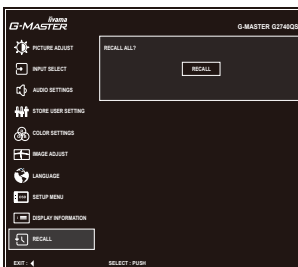 iiyama
G-MASTER
G-MASTER G2740QS
PICTURE ADJUST
RECALL ALL?
RECALL
INPUT SELECT
AUDIO SETTINGS
STORE USER SETTING
COLOR SETTINGS
IMAGE ADJUST
LANGUAGE
OSD
SETUP MENU
DISPLAY INFORMATION
RECALL
EXIT :
SELECT : PUSH